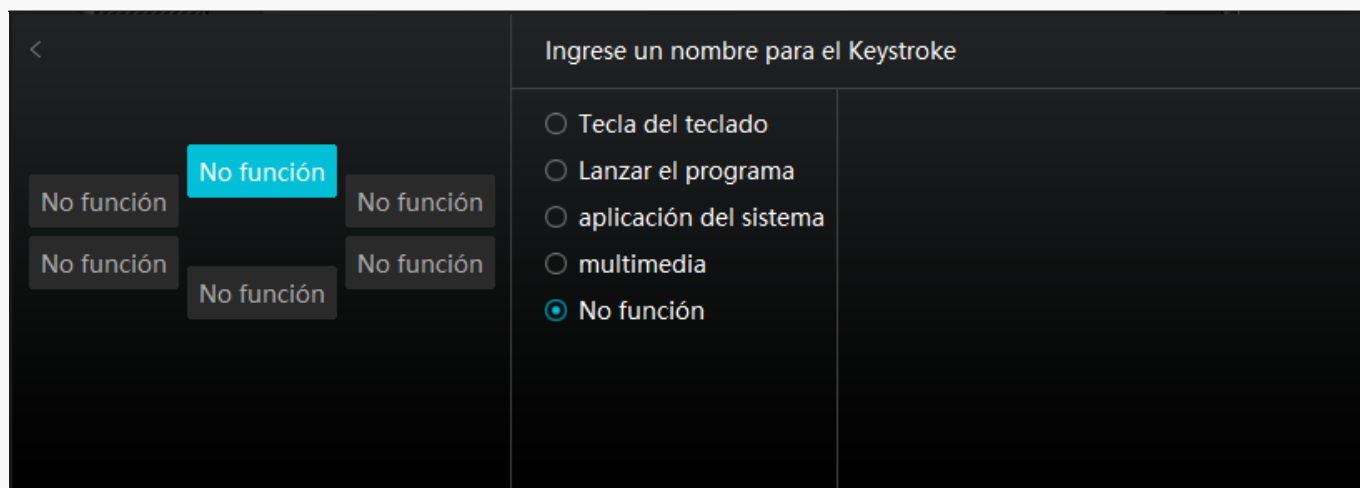 <
Ingrese un nombre para el Keystroke
No función
No función
No función
No función
No función
No función
Tecla del teclado
Lanzar el programa
aplicación del sistema
multimedia
No función